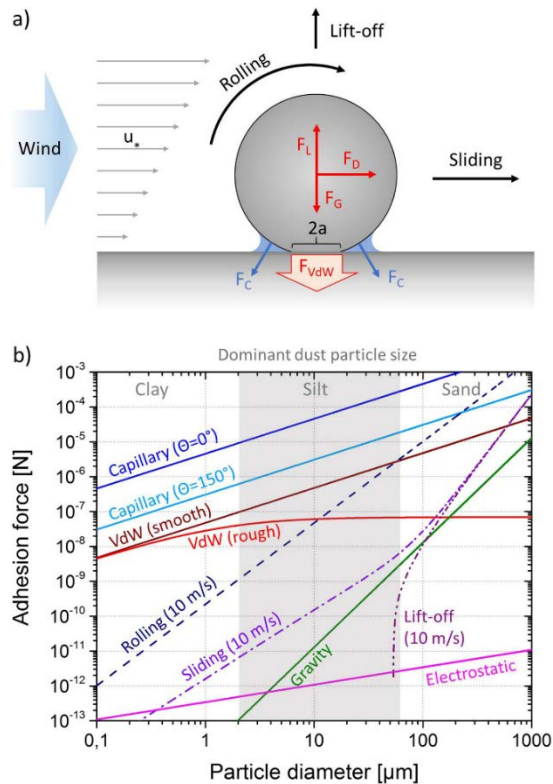 a)
Lift-off
Rolling
Wind
u*
F_L
F_D
F_G
Sliding
2a
F_C
F_VdW
F_C
b)
Dominant dust particle size
Clay
Silt
Sand
10^-3
10^-4
10^-5
10^-6
10^-7
10^-8
10^-9
10^-10
10^-11
10^-12
10^-13
Adhesion force [N]
Capillary (Θ=0°)
Capillary (Θ=150°)
VdW (smooth)
VdW (rough)
Rolling (10 m/s)
Sliding (10 m/s)
Gravity
Lift-off
(10 m/s)
Electrostatic
0,1
1
10
100
1000
Particle diameter [µm]